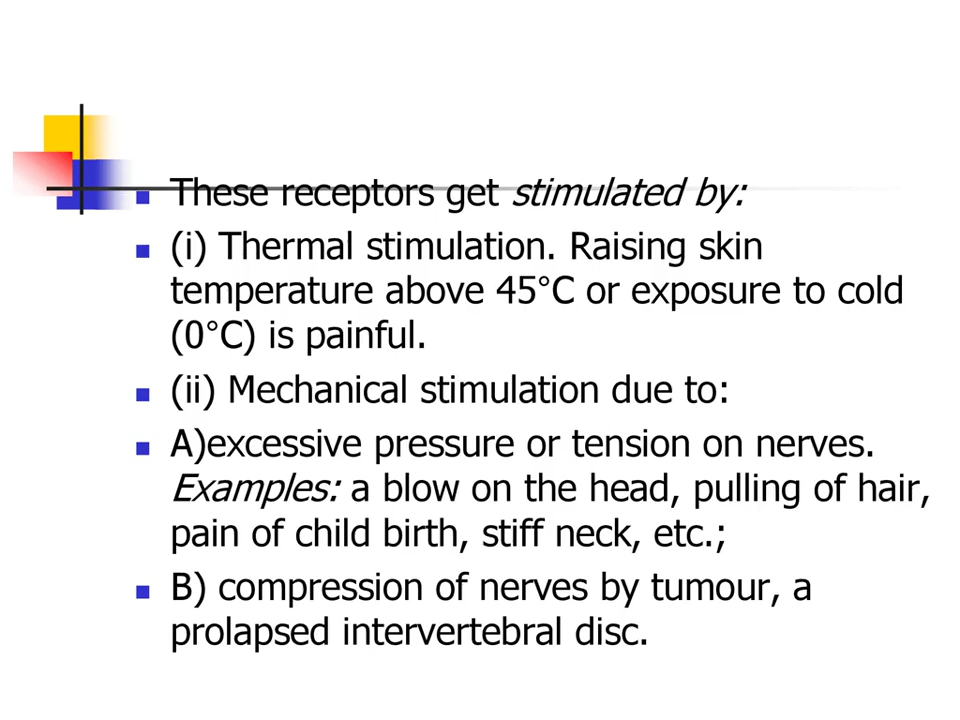 These receptors get stimulated by:
(i) Thermal stimulation. Raising skin
temperature above 45°C or exposure to cold
(0°C) is painful.
(ii) Mechanical stimulation due to:
A)excessive pressure or tension on nerves.
Examples: a blow on the head, pulling of hair,
pain of child birth, stiff neck, etc.;
B) compression of nerves by tumour, a
prolapsed intervertebral disc.